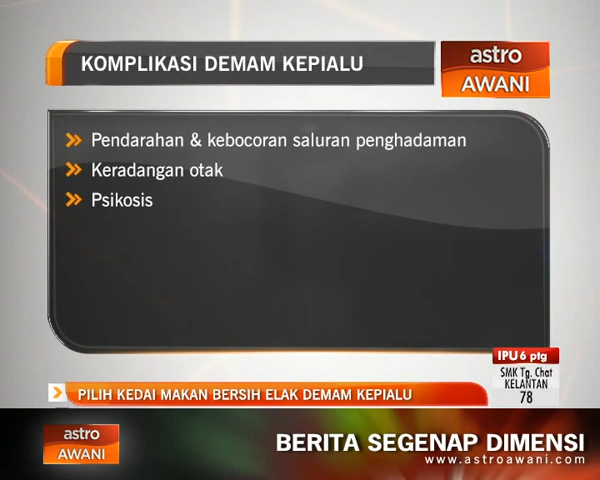 KOMPLIKASI DEMAM KEPIALU
astro
AWANI
Pendarahan & kebocoran saluran penghadaman
Keradangan otak
Psikosis
IPU 6 ptg
SMK Tg. Chat
KELANTAN
78
PILIH KEDAI MAKAN BERSIH ELAK DEMAM KEPIALU
astro
AWANI
BERITA SEGENAP DIMENSI
www.astroawani.com